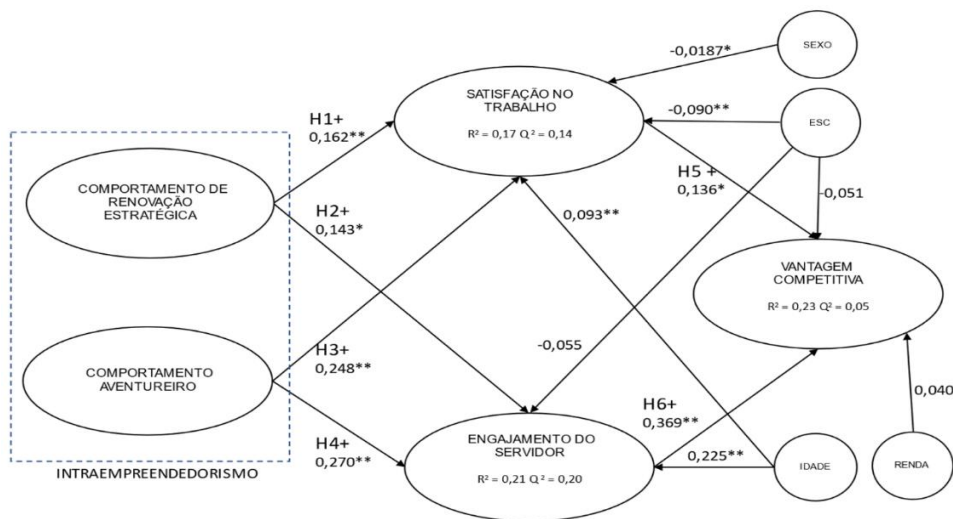 SEXO
-0,0187*
SATISFAÇÃO NO
TRABALHO
R² = 0,17 Q² = 0,14
-0,090**
ESC
H1+
0,162**
H5 +
0,136*
-0,051
COMPORTAMENTO DE
RENOVAÇÃO
ESTRATÉGICA
H2+
0,143*
0,093**
VANTAGEM
COMPETITIVA
R² = 0,23 Q² = 0,05
H3+
0,248**
-0,055
COMPORTAMENTO
AVENTUREIRO
H6+
0,369**
0,040
H4+
0,270**
ENGAJAMENTO DO
SERVIDOR
R² = 0,21 Q² = 0,20
0,225**
IDADE
RENDA
INTRAEMPREENDEDORISMO